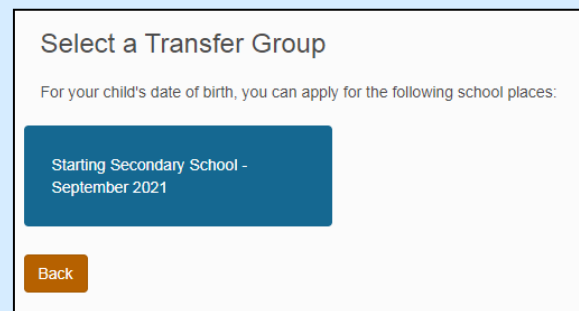 Select a Transfer Group
For your child's date of birth, you can apply for the following school places:
Starting Secondary School -
September 2021
Back